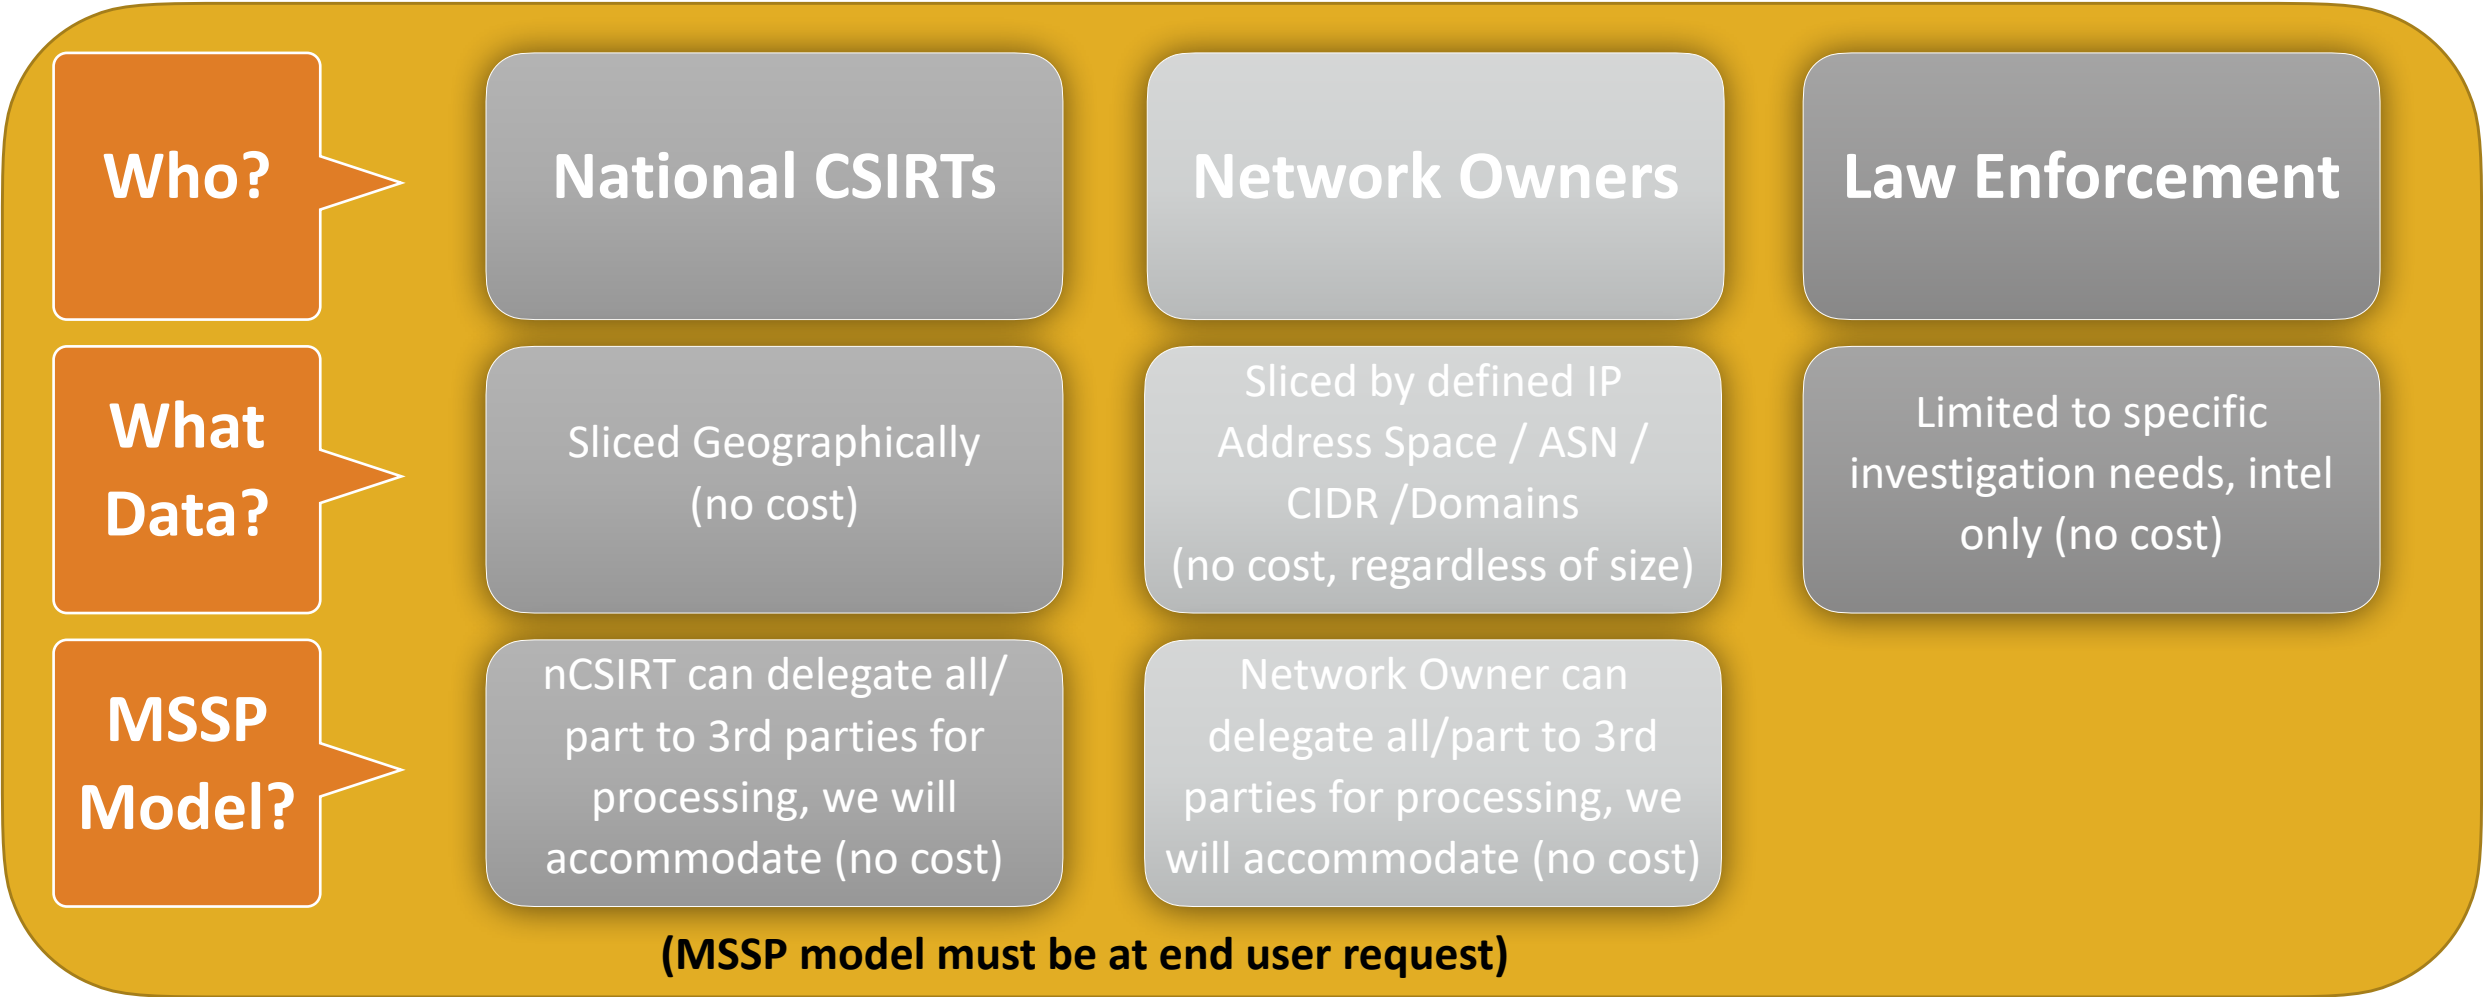 Who?
National CSIRTs
Network Owners
Law Enforcement
What
Data?
Sliced Geographically
(no cost)
Sliced by defined IP
Address Space / ASN /
CIDR /Domains
(no cost, regardless of size)
Limited to specific
investigation needs, intel
only (no cost)
MSSP
Model?
nCSIRT can delegate all/
part to 3rd parties for
processing, we will
accommodate (no cost)
Network Owner can
delegate all/part to 3rd
parties for processing, we
will accommodate (no cost)
(MSSP model must be at end user request)